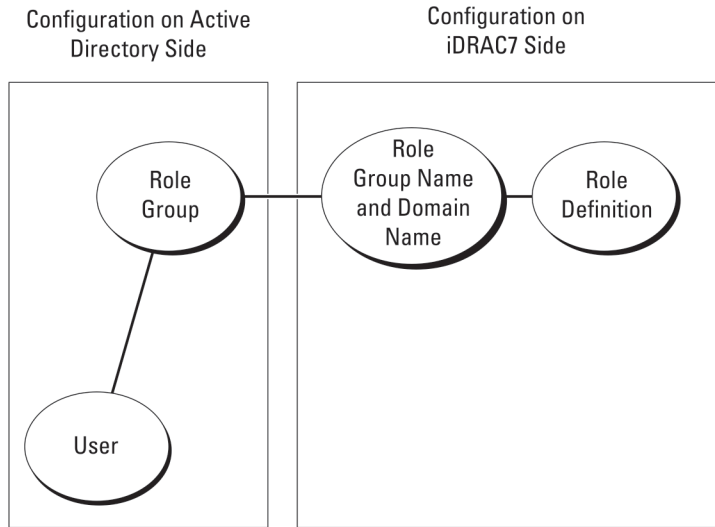 Configuration on Active
Directory Side
Configuration on
iDRAC7 Side
Role
Group
Role
Group Name
and Domain
Name
Role
Definition
User